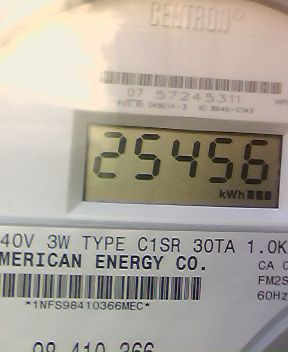 CENTRON®
07 57245311
25456
kWh
40V 3W TYPE C1SR 30TA 1.0K
MERICAN ENERGY CO.
CA 0
FM2S
60Hz
*1NFS98410366MEC*
98 410 366